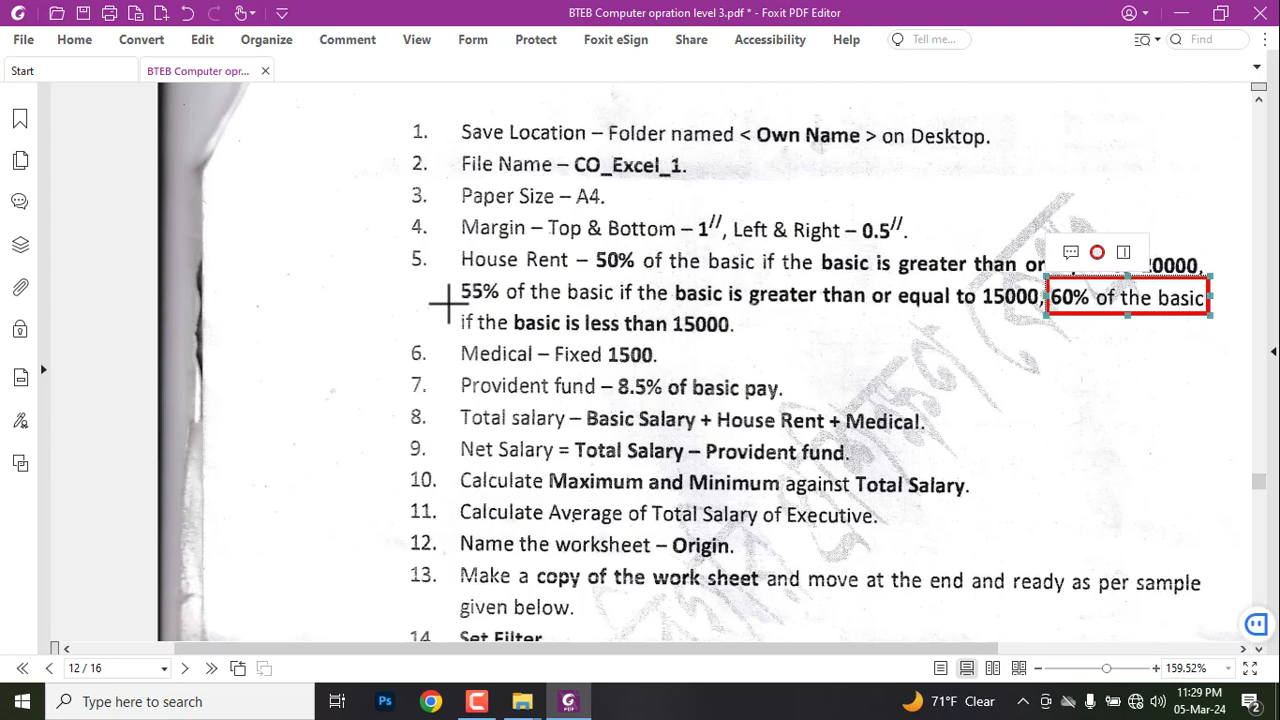 BTEB Computer opration level 3.pdf * - Foxit PDF Editor
File Home Convert Edit Organize Comment View Form Protect Foxit eSign Share Accessibility Help Tell me... Find
Start BTEB Computer opr...
1. Save Location – Folder named < Own Name > on Desktop.
2. File Name – CO_Excel_1.
3. Paper Size – A4.
4. Margin – Top & Bottom – 1//, Left & Right – 0.5//.
5. House Rent – 50% of the basic if the basic is greater than or
55% of the basic if the basic is greater than or equal to 15000, 60% of the basic
if the basic is less than 15000.
6. Medical – Fixed 1500.
7. Provident fund – 8.5% of basic pay.
8. Total salary – Basic Salary + House Rent + Medical.
9. Net Salary = Total Salary – Provident fund.
10. Calculate Maximum and Minimum against Total Salary.
11. Calculate Average of Total Salary of Executive.
12. Name the worksheet – Origin.
13. Make a copy of the work sheet and move at the end and ready as per sample
given below.
14. Set Filter
12 / 16 159.52%
Type here to search Ps PDF 71°F Clear 11:29 PM
05-Mar-24 2